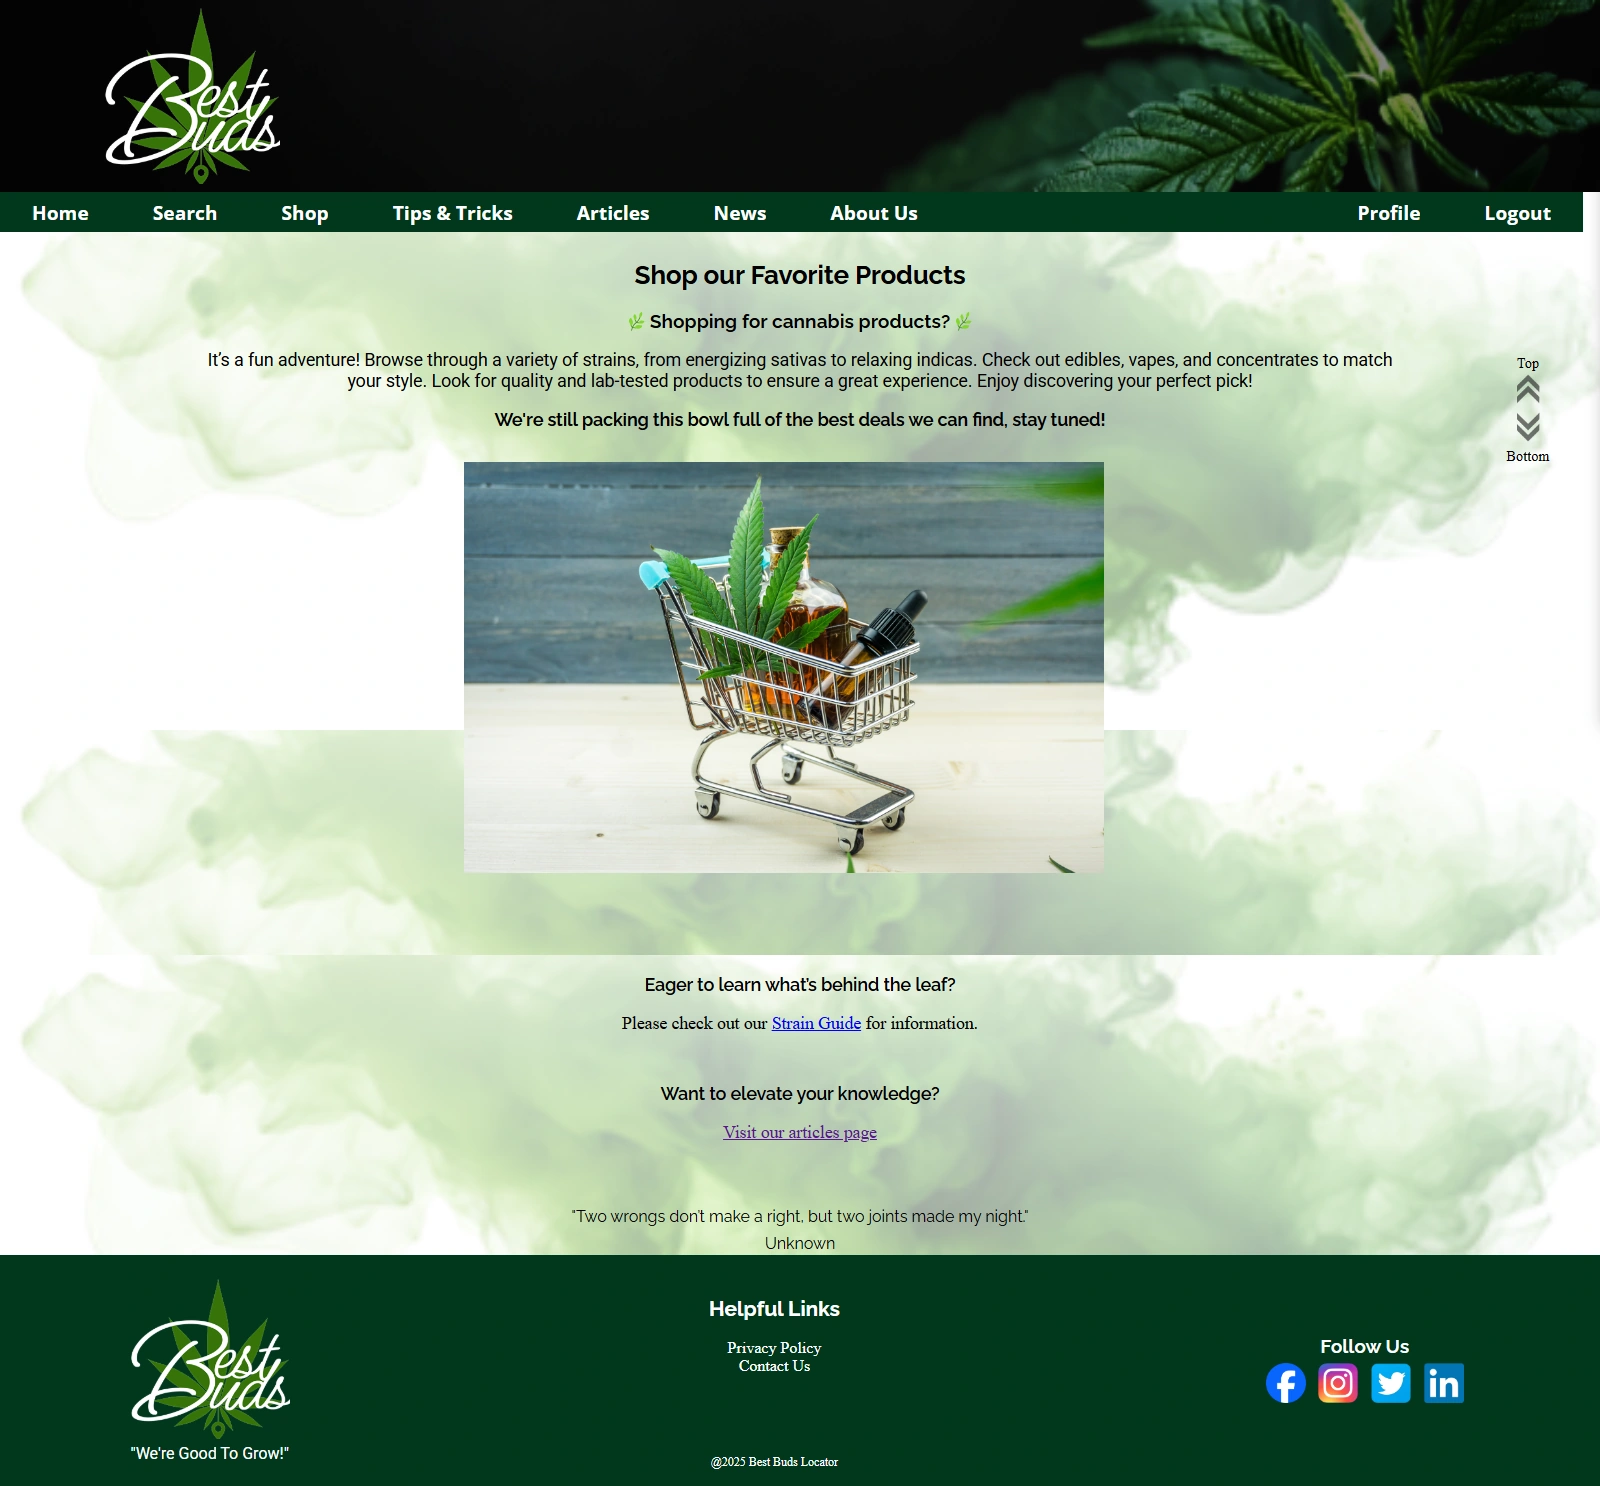 Best
Buds
Home Search Shop Tips & Tricks Articles News About Us Profile Logout
Shop our Favorite Products
🌿 Shopping for cannabis products? 🌿
It's a fun adventure! Browse through a variety of strains, from energizing sativas to relaxing indicas. Check out edibles, vapes, and concentrates to match
your style. Look for quality and lab-tested products to ensure a great experience. Enjoy discovering your perfect pick!
We're still packing this bowl full of the best deals we can find, stay tuned!
Top
Bottom
Eager to learn what's behind the leaf?
Please check out our Strain Guide for information.
Want to elevate your knowledge?
Visit our articles page
"Two wrongs don't make a right, but two joints made my night."
Unknown
Best
Buds
"We're Good To Grow!"
Helpful Links
Privacy Policy
Contact Us
@2025 Best Buds Locator
Follow Us